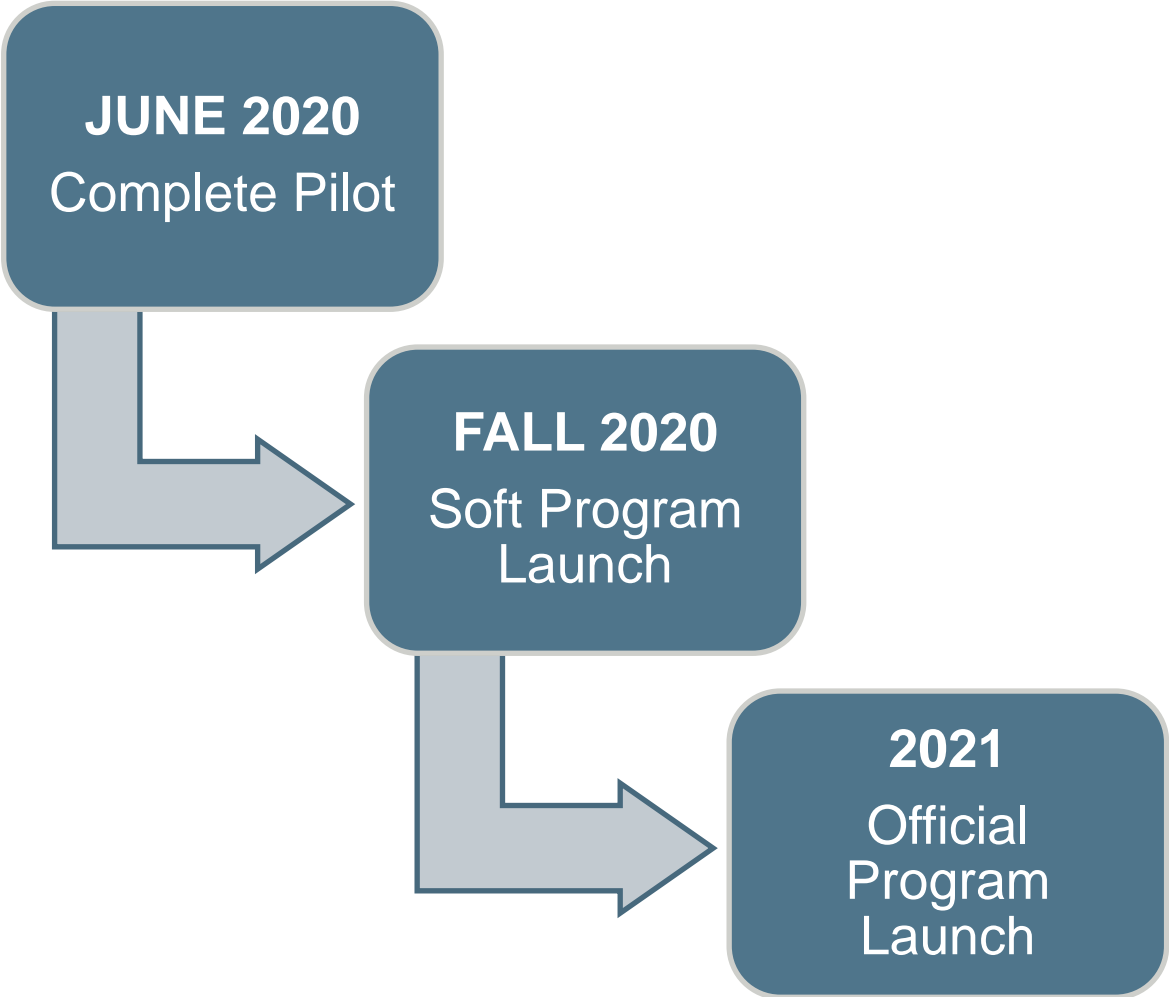 JUNE 2020
Complete Pilot
FALL 2020
Soft Program
Launch
2021
Official
Program
Launch